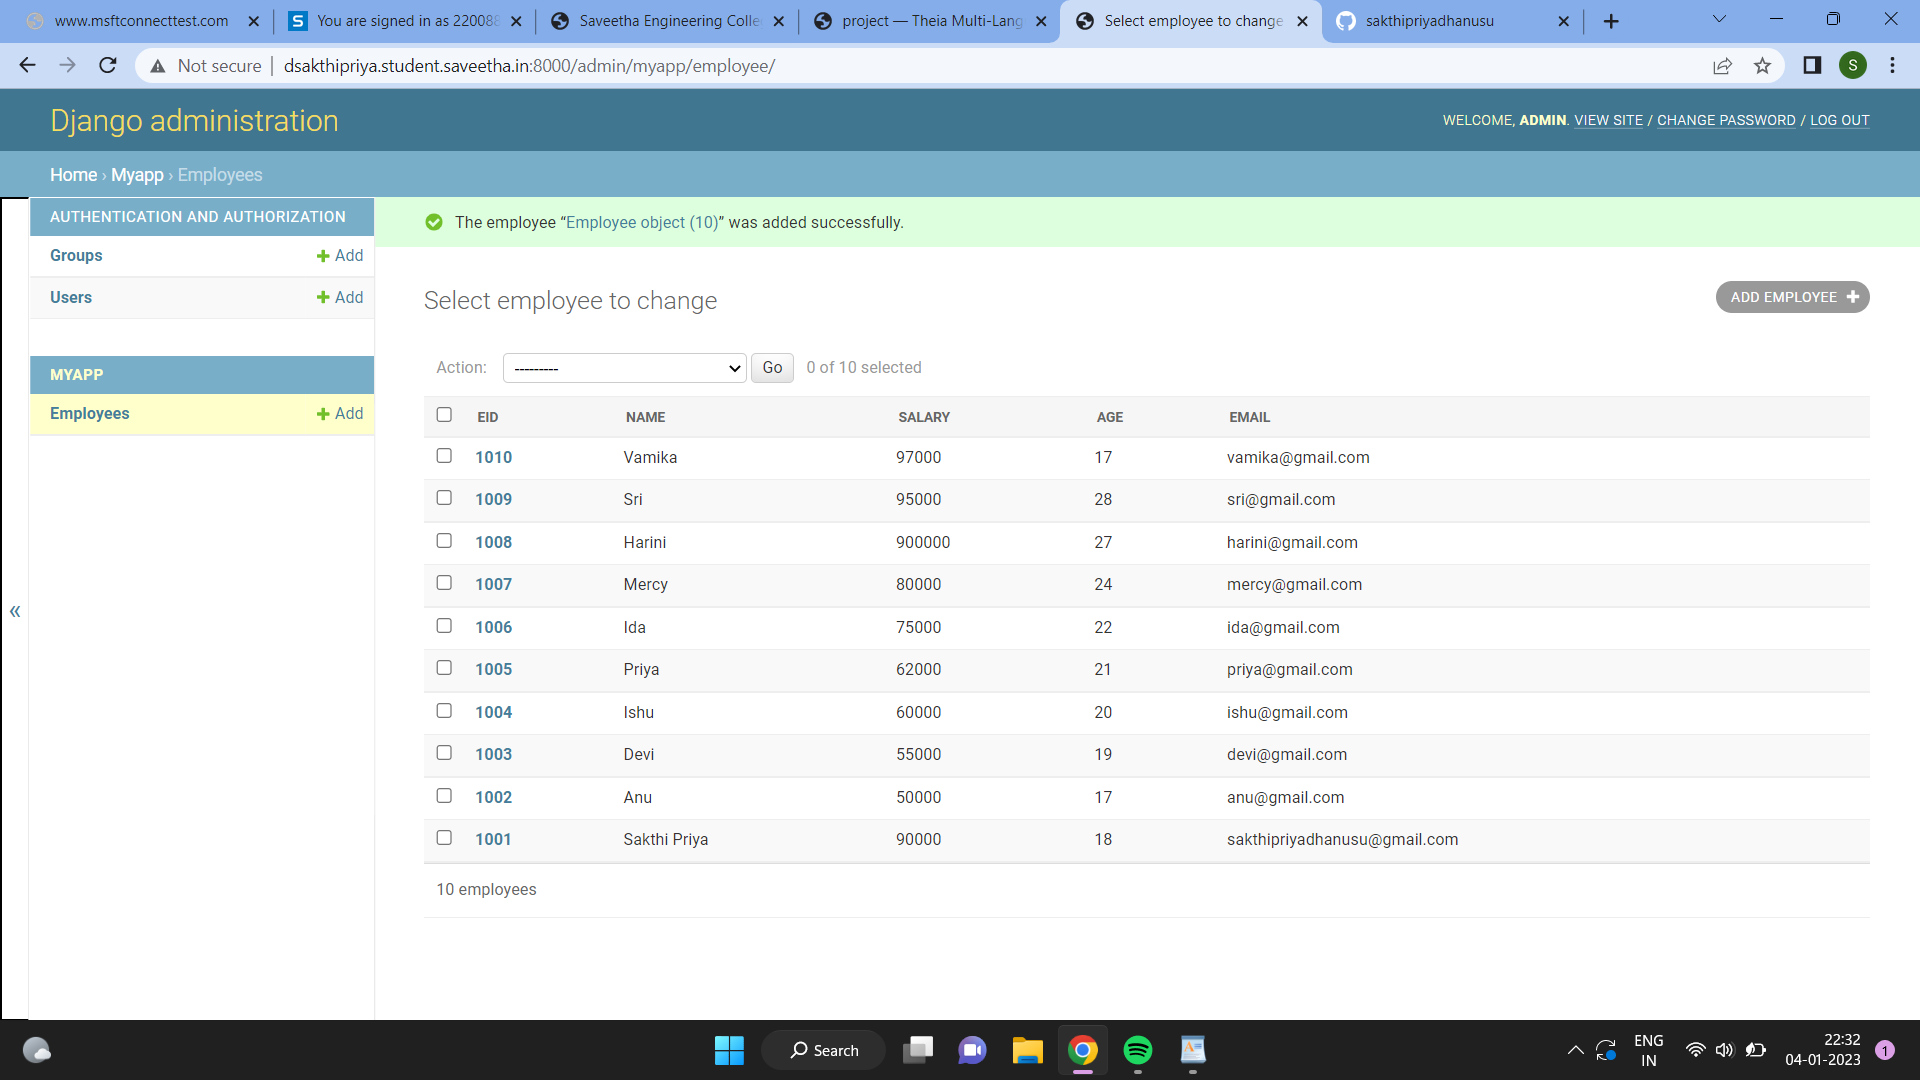 www.msftconnecttest.com
You are signed in as 220088
Saveetha Engineering Colle
project — Theia Multi-Lang
Select employee to change
sakthipriyadhanusu
Not secure
dsakthipriya.student.saveetha.in:8000/admin/myapp/employee/
S
Django administration
WELCOME, ADMIN. VIEW SITE / CHANGE PASSWORD / LOG OUT
Home › Myapp › Employees
AUTHENTICATION AND AUTHORIZATION
Groups + Add
Users + Add
MYAPP
Employees + Add
«
The employee “Employee object (10)” was added successfully.
Select employee to change
ADD EMPLOYEE +
Action: --------- Go 0 of 10 selected
EID NAME SALARY AGE EMAIL
1010 Vamika 97000 17 vamika@gmail.com
1009 Sri 95000 28 sri@gmail.com
1008 Harini 900000 27 harini@gmail.com
1007 Mercy 80000 24 mercy@gmail.com
1006 Ida 75000 22 ida@gmail.com
1005 Priya 62000 21 priya@gmail.com
1004 Ishu 60000 20 ishu@gmail.com
1003 Devi 55000 19 devi@gmail.com
1002 Anu 50000 17 anu@gmail.com
1001 Sakthi Priya 90000 18 sakthipriyadhanusu@gmail.com
10 employees
Search
ENG
IN
22:32
04-01-2023
1